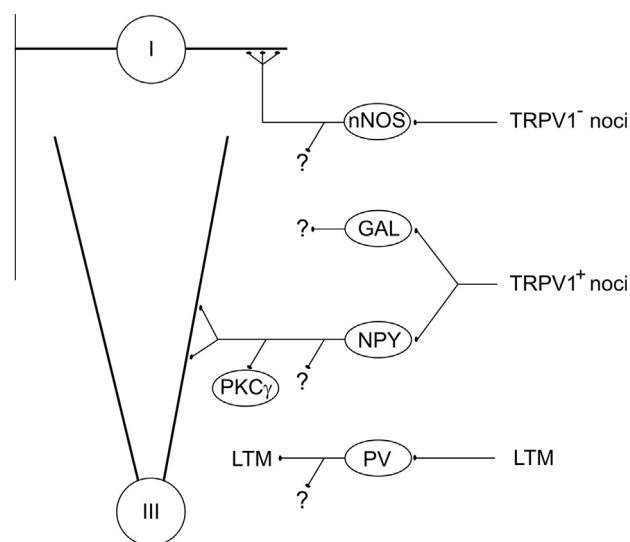 I
nNOS
TRPV1⁻ noci
?
? GAL
TRPV1⁺ noci
NPY
PKCγ ?
LTM PV LTM
?
III